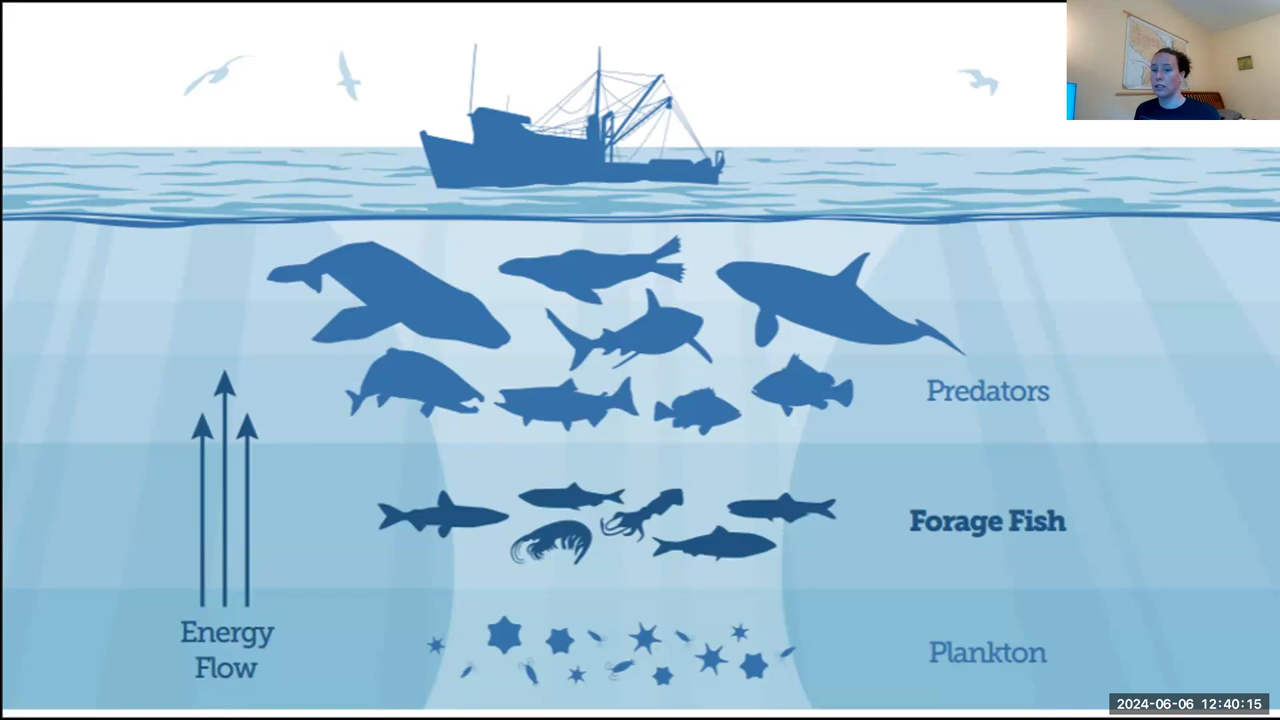 Predators
Forage Fish
Energy
Flow
Plankton
2024-06-06 12:40:15